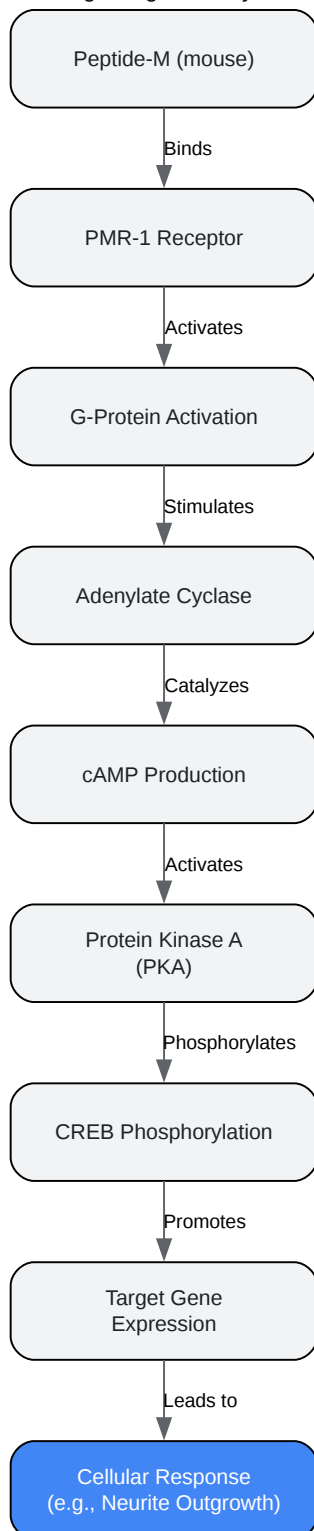 Peptide-M (mouse)
Binds
PMR-1 Receptor
Activates
G-Protein Activation
Stimulates
Adenylate Cyclase
Catalyzes
cAMP Production
Activates
Protein Kinase A
(PKA)
Phosphorylates
CREB Phosphorylation
Promotes
Target Gene
Expression
Leads to
Cellular Response
(e.g., Neurite Outgrowth)